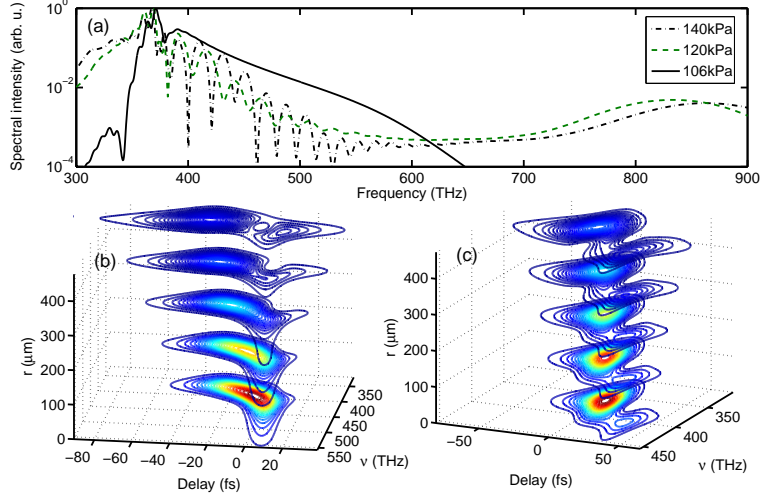 (a)
Spectral intensity (arb. u.)
10⁰
10⁻²
10⁻⁴
140kPa
120kPa
106kPa
300 400 500 600 700 800 900
Frequency (THz)
(b)
r (μm)
400
300
200
100
0
−80 −60 −40 −20 0 20
Delay (fs)
350
400
450
500
550
ν (THz)
(c)
r (μm)
400
300
200
100
0
−50 0 50
Delay (fs)
350
400
450
ν (THz)